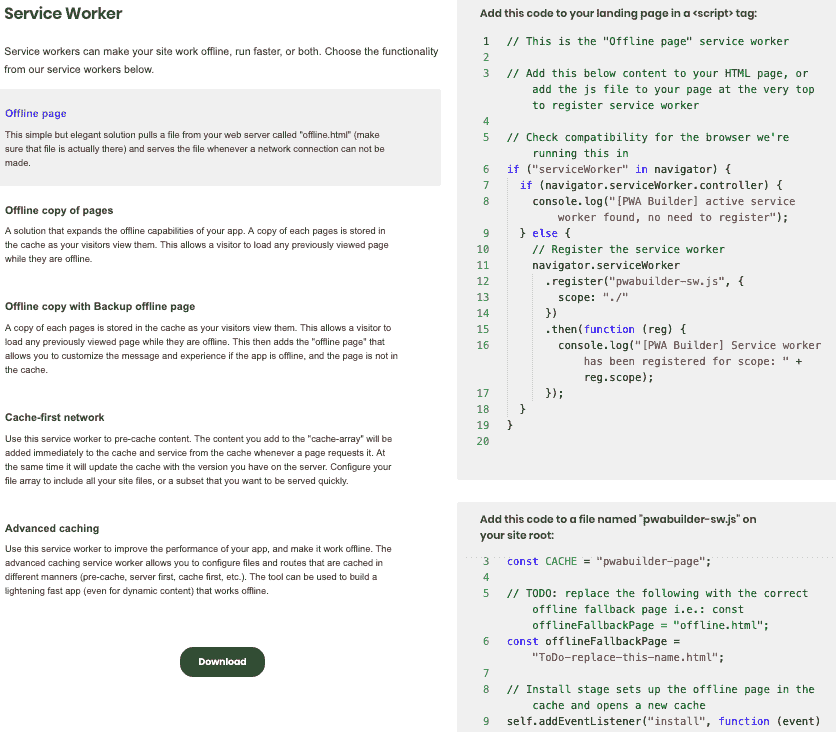 Service Worker
Service workers can make your site work offline, run faster, or both. Choose the functionality
from our service workers below.
Offline page
This simple but elegant solution pulls a file from your web server called "offline.html" (make
sure that file is actually there) and serves the file whenever a network connection can not be
made.
Offline copy of pages
A solution that expands the offline capabilities of your app. A copy of each pages is stored in
the cache as your visitors view them. This allows a visitor to load any previously viewed page
while they are offline.
Offline copy with Backup offline page
A copy of each pages is stored in the cache as your visitors view them. This allows a visitor to
load any previously viewed page while they are offline. This then adds the "offline page" that
allows you to customize the message and experience if the app is offline, and the page is not in
the cache.
Cache-first network
Use this service worker to pre-cache content. The content you add to the "cache-array" will be
added immediately to the cache and service from the cache whenever a page requests it. At
the same time it will update the cache with the version you have on the server. Configure your
file array to include all your site files, or a subset that you want to be served quickly.
Advanced caching
Use this service worker to improve the performance of your app, and make it work offline. The
advanced caching service worker allows you to configure files and routes that are cached in
different manners (pre-cache, server first, cache first, etc.). The tool can be used to build a
lightening fast app (even for dynamic content) that works offline.
Download
Add this code to your landing page in a <script> tag:
1 // This is the "Offline page" service worker
2
3 // Add this below content to your HTML page, or
add the js file to your page at the very top
to register service worker
4
5 // Check compatibility for the browser we're
running this in
6 if ("serviceWorker" in navigator) {
7 if (navigator.serviceWorker.controller) {
8 console.log("[PWA Builder] active service
worker found, no need to register");
9 } else {
10 // Register the service worker
11 navigator.serviceWorker
12 .register("pwabuilder-sw.js", {
13 scope: "./"
14 })
15 .then(function (reg) {
16 console.log("[PWA Builder] Service worker
has been registered for scope: " +
reg.scope);
17 });
18 }
19 }
20
Add this code to a file named "pwabuilder-sw.js" on
your site root:
3 const CACHE = "pwabuilder-page";
4
5 // TODO: replace the following with the correct
offline fallback page i.e.: const
offlineFallbackPage = "offline.html";
6 const offlineFallbackPage =
"ToDo-replace-this-name.html";
7
8 // Install stage sets up the offline page in the
cache and opens a new cache
9 self.addEventListener("install", function (event)